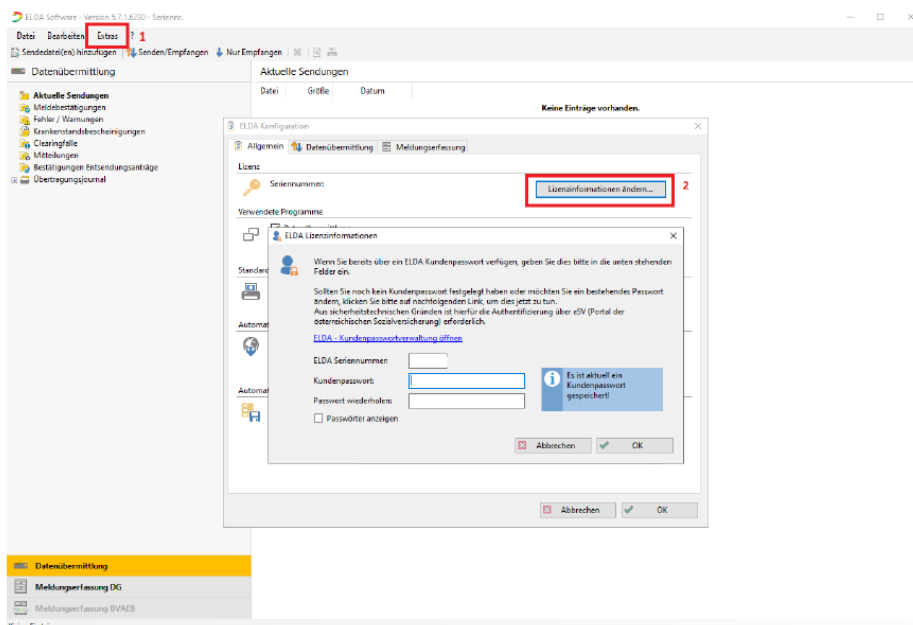 ELDA Software - Version 5.7.1.6230 - Seriennr.
Datei Bearbeiten Extras ? 1
Sendedatei(en) hinzufügen Senden/Empfangen Nur Empfangen
Datenübermittlung
Aktuelle Sendungen
Meldebestätigungen
Fehler / Warnungen
Krankenstandsbescheinigungen
Clearingfälle
Mitteilungen
Bestätigungen Entsendungsanträge
Übertragungsjournal
Aktuelle Sendungen
Datei Größe Datum
Keine Einträge vorhanden.
ELDA Konfiguration
Allgemein Datenübermittlung Meldungserfassung
Lizenz
Seriennummer:
Lizenzinformationen ändern... 2
Verwendete Programme
ELDA Lizenzinformationen
Standard
Automat
Automat
Wenn Sie bereits über ein ELDA Kundenpasswort verfügen, geben Sie dies bitte in die unten stehenden
Felder ein.
Sollten Sie noch kein Kundenpasswort festgelegt haben oder möchten Sie ein bestehendes Passwort
ändern, klicken Sie bitte auf nachfolgenden Link, um dies jetzt zu tun.
Aus sicherheitstechnischen Gründen ist hierfür die Authentifizierung über eSV (Portal der
österreichischen Sozialversicherung) erforderlich.
ELDA - Kundenpasswortverwaltung öffnen
ELDA Seriennummer:
Kundenpasswort:
Passwort wiederholen:
Passwörter anzeigen
Es ist aktuell ein
Kundenpasswort
gespeichert!
Abbrechen OK
Abbrechen OK
Datenübermittlung
Meldungserfassung DG
Meldungserfassung BVAEB